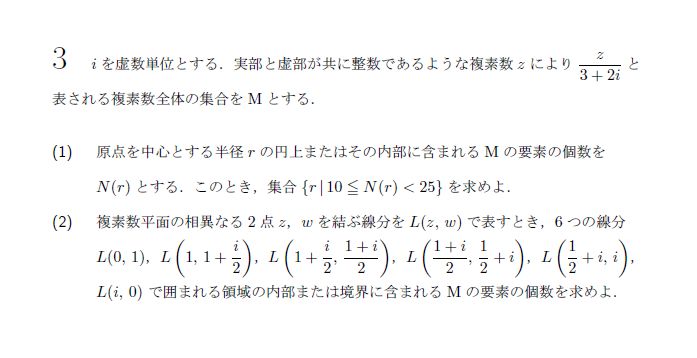 3 i を虚数単位とする．実部と虚部が共に整数であるような複素数 z により $\frac{z}{3+2i}$ と
表される複素数全体の集合を M とする．
(1) 原点を中心とする半径 r の円上またはその内部に含まれる M の要素の個数を
N(r) とする．このとき，集合 {r | 10 ≦ N(r) < 25} を求めよ．
(2) 複素数平面の相異なる 2 点 z，w を結ぶ線分を L(z, w) で表すとき，6 つの線分
L(0, 1)，$L\left(1, 1+\frac{i}{2}\right)$，$L\left(1+\frac{i}{2}, \frac{1+i}{2}\right)$，$L\left(\frac{1+i}{2}, \frac{1}{2}+i\right)$，$L\left(\frac{1}{2}+i, i\right)$，
L(i, 0) で囲まれる領域の内部または境界に含まれる M の要素の個数を求めよ．